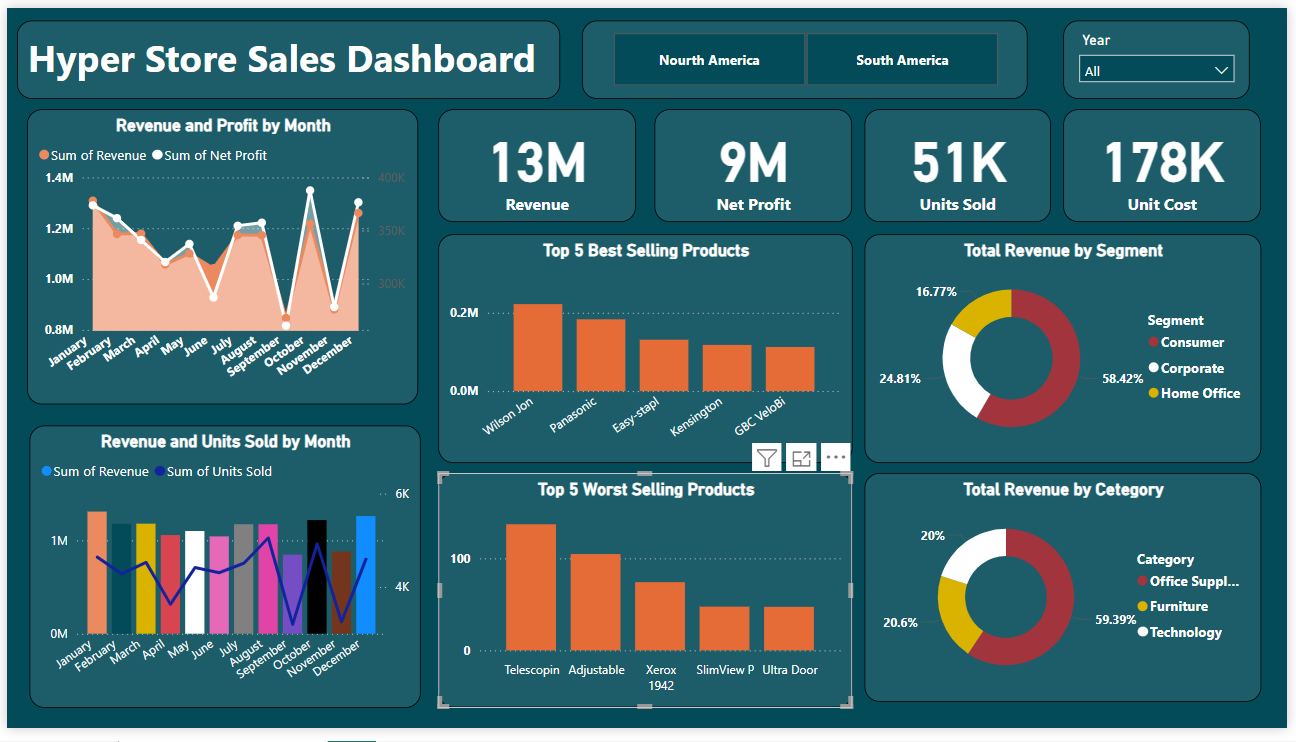 Hyper Store Sales Dashboard
Nourth America
South America
Year
All
Revenue and Profit by Month
Sum of Revenue Sum of Net Profit
1.4M
1.2M
1.0M
0.8M
400K
350K
300K
January
February
March
April
May
June
July
August
September
October
November
December
13M
Revenue
9M
Net Profit
51K
Units Sold
178K
Unit Cost
Top 5 Best Selling Products
0.2M
0.0M
Wilson Jon
Panasonic
Easy-stapl
Kensington
GBC VeloBi
Total Revenue by Segment
16.77%
24.81%
58.42%
Segment
Consumer
Corporate
Home Office
Revenue and Units Sold by Month
Sum of Revenue Sum of Units Sold
1M
0M
6K
4K
January
February
March
April
May
June
July
August
September
October
November
December
Top 5 Worst Selling Products
100
0
Telescopin
Adjustable
Xerox
1942
SlimView P
Ultra Door
Total Revenue by Cetegory
20%
20.6%
59.39%
Category
Office Suppl...
Furniture
Technology